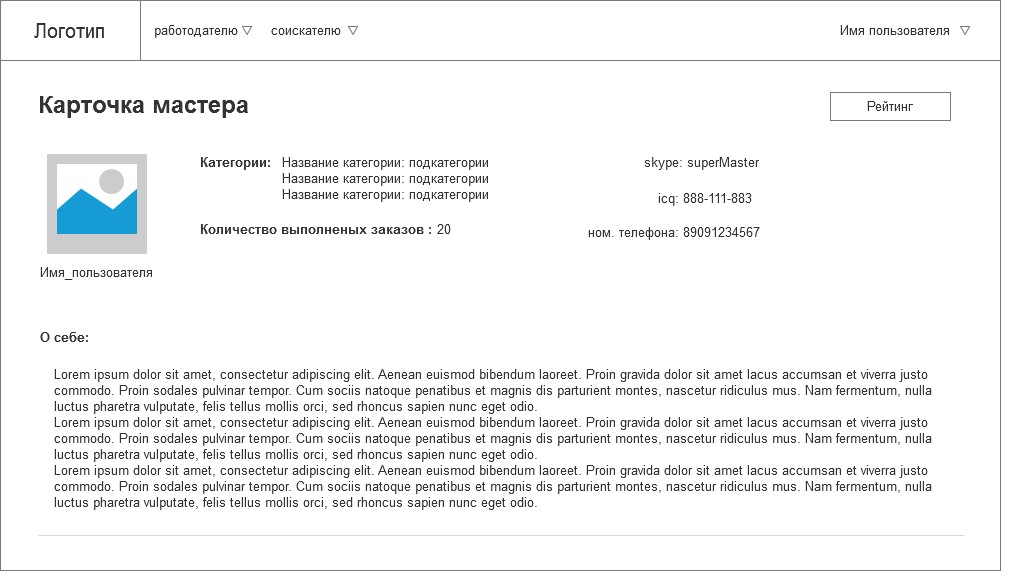 Логотип
работодателю
соискателю
Имя пользователя
Карточка мастера
Рейтинг
Категории: Название категории: подкатегории
Название категории: подкатегории
Название категории: подкатегории
skype: superMaster
icq: 888-111-883
Количество выполненых заказов : 20
ном. телефона: 89091234567
Имя_пользователя
О себе:
Lorem ipsum dolor sit amet, consectetur adipiscing elit. Aenean euismod bibendum laoreet. Proin gravida dolor sit amet lacus accumsan et viverra justo
commodo. Proin sodales pulvinar tempor. Cum sociis natoque penatibus et magnis dis parturient montes, nascetur ridiculus mus. Nam fermentum, nulla
luctus pharetra vulputate, felis tellus mollis orci, sed rhoncus sapien nunc eget odio.
Lorem ipsum dolor sit amet, consectetur adipiscing elit. Aenean euismod bibendum laoreet. Proin gravida dolor sit amet lacus accumsan et viverra justo
commodo. Proin sodales pulvinar tempor. Cum sociis natoque penatibus et magnis dis parturient montes, nascetur ridiculus mus. Nam fermentum, nulla
luctus pharetra vulputate, felis tellus mollis orci, sed rhoncus sapien nunc eget odio.
Lorem ipsum dolor sit amet, consectetur adipiscing elit. Aenean euismod bibendum laoreet. Proin gravida dolor sit amet lacus accumsan et viverra justo
commodo. Proin sodales pulvinar tempor. Cum sociis natoque penatibus et magnis dis parturient montes, nascetur ridiculus mus. Nam fermentum, nulla
luctus pharetra vulputate, felis tellus mollis orci, sed rhoncus sapien nunc eget odio.